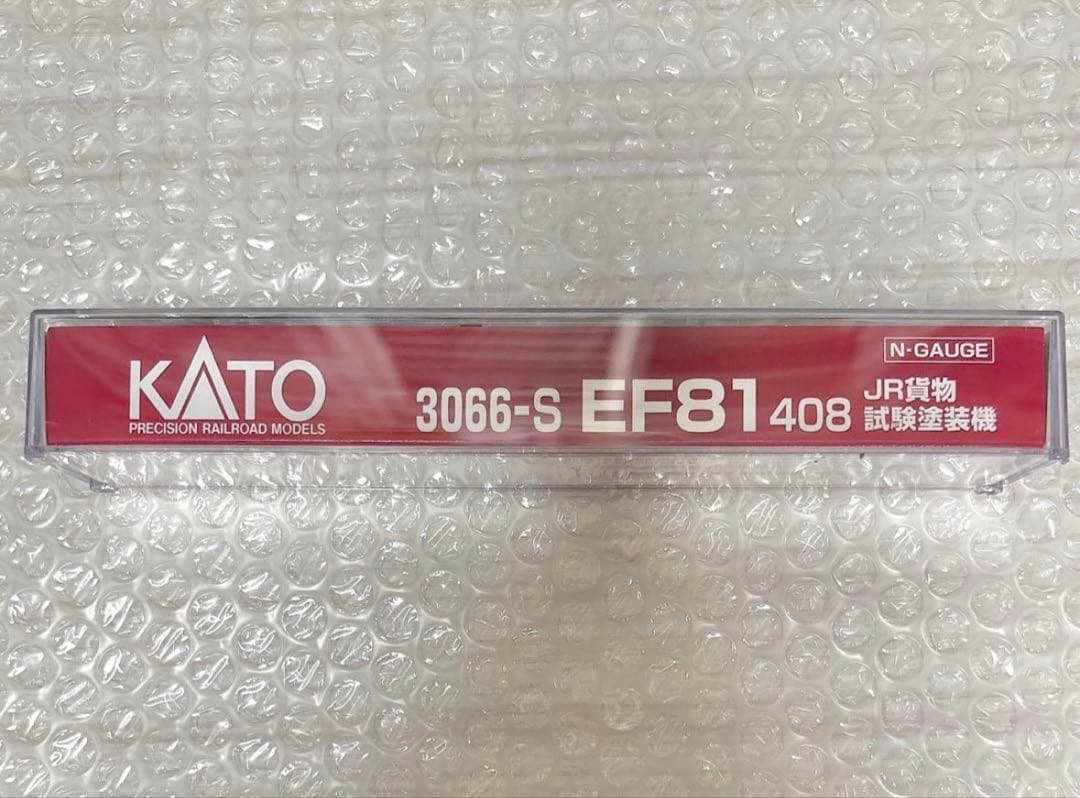 KATO
PRECISION RAILROAD MODELS
3066-S EF81 408
N-GAUGE
JR貨物
試験塗装機